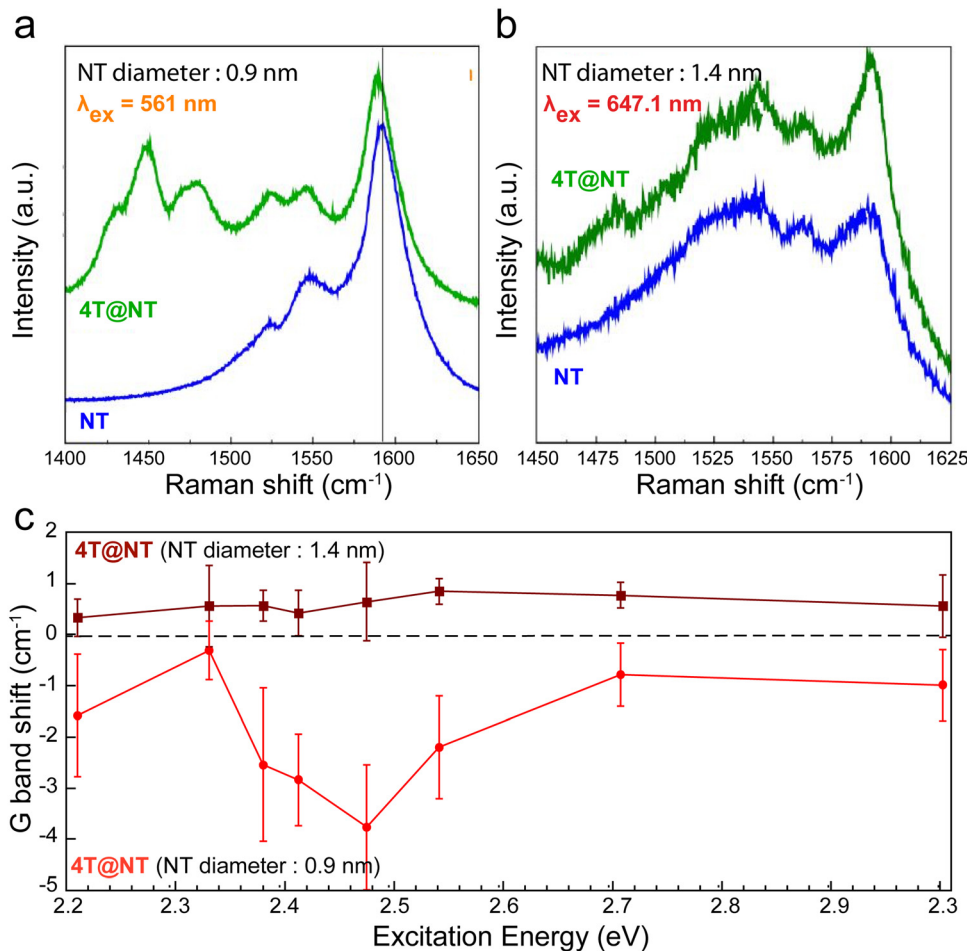 a
NT diameter : 0.9 nm
λex = 561 nm
4T@NT
NT
Intensity (a.u.)
1400 1450 1500 1550 1600 1650
Raman shift (cm-1)
b
NT diameter : 1.4 nm
λex = 647.1 nm
4T@NT
NT
Intensity (a.u.)
1450 1475 1500 1525 1550 1575 1600 1625
Raman shift (cm-1)
c
4T@NT (NT diameter : 1.4 nm)
4T@NT (NT diameter : 0.9 nm)
G band shift (cm-1)
2
1
0
-1
-2
-3
-4
-5
2.2 2.3 2.4 2.5 2.6 2.7 2.8 2.9 2.3
Excitation Energy (eV)